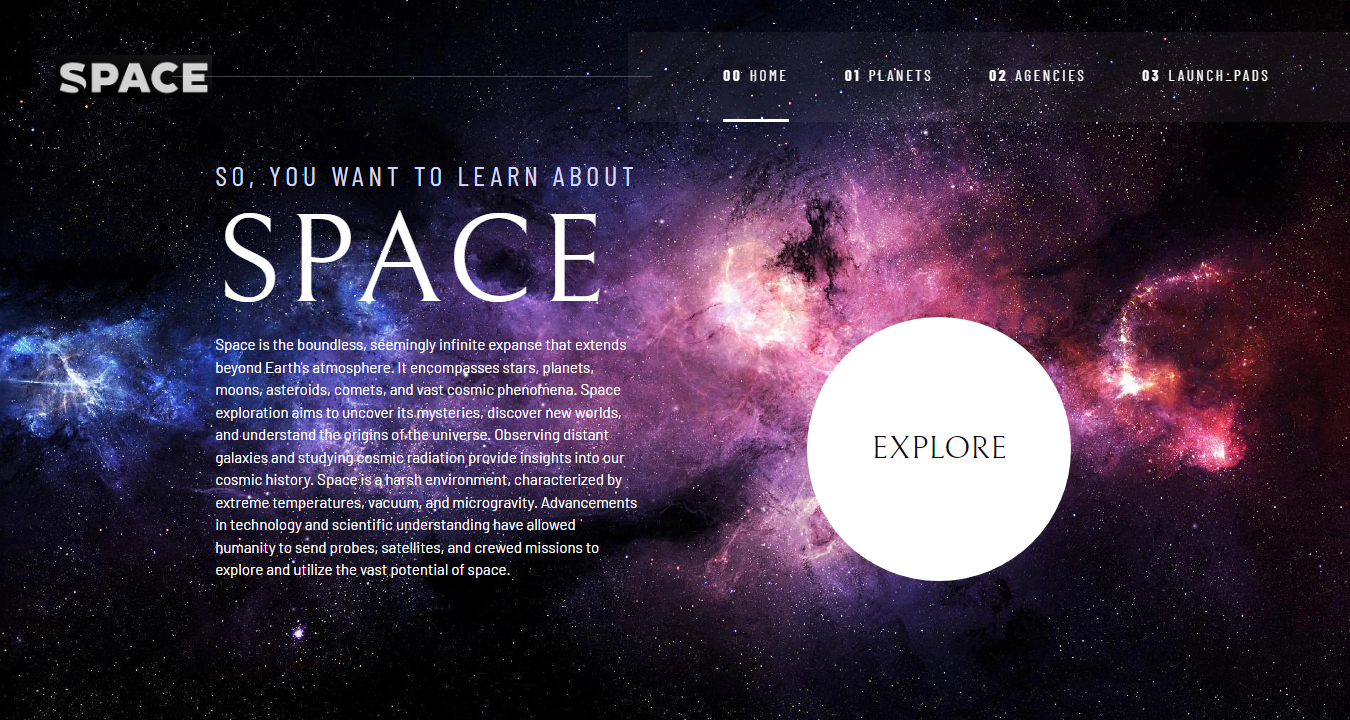 SPACE
00 HOME 01 PLANETS 02 AGENCIES 03 LAUNCH-PADS
SO, YOU WANT TO LEARN ABOUT
SPACE
Space is the boundless, seemingly infinite expanse that extends
beyond Earth's atmosphere. It encompasses stars, planets,
moons, asteroids, comets, and vast cosmic phenomena. Space
exploration aims to uncover its mysteries, discover new worlds,
and understand the origins of the universe. Observing distant
galaxies and studying cosmic radiation provide insights into our
cosmic history. Space is a harsh environment, characterized by
extreme temperatures, vacuum, and microgravity. Advancements
in technology and scientific understanding have allowed
humanity to send probes, satellites, and crewed missions to
explore and utilize the vast potential of space.
EXPLORE